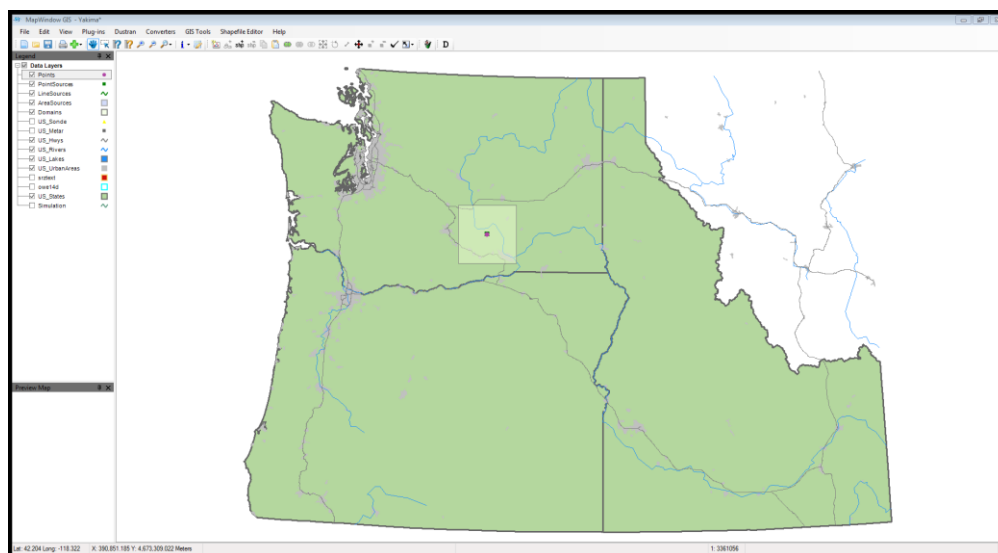 MapWindow GIS - Yakima*
File Edit View Plug-ins Dustran Converters GIS Tools Shapefile Editor Help
D
Legend
Data Layers
Points
PointSources
LineSources
AreaSources
Domains
US_Sonde
US_Metar
US_Hwys
US_Rivers
US_Lakes
US_UrbanAreas
US_States
Simulation
Preview Map
Lat: 42.204 Long: -118.322 X: 390,851.185 Y: 4,673,309.022 Meters 1: 3361056